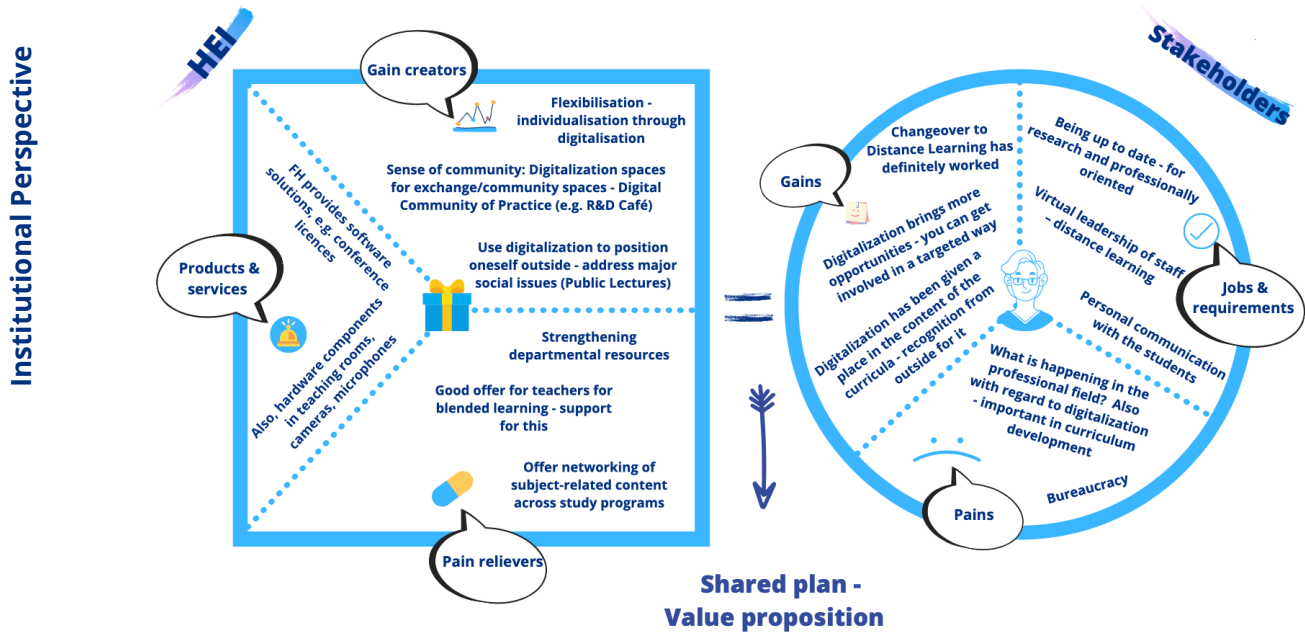 Institutional Perspective
HEI
Gain creators
Flexibilisation -
individualisation through
digitalisation
Sense of community: Digitalization spaces
for exchange/community spaces - Digital
Community of Practice (e.g. R&D Café)
Use digitalization to position
oneself outside - address major
social issues (Public Lectures)
Products &
services
FH provides software
solutions, e.g. conference
licences
Also, hardware components
in teaching rooms,
cameras, microphones
Strengthening
departmental resources
Good offer for teachers for
blended learning - support
for this
Offer networking of
subject-related content
across study programs
Pain relievers
Stakeholders
Gains
Changeover to
Distance Learning has
definitely worked
Digitalization brings more
opportunities - you can get
involved in a targeted way
Digitalization has been given a
place in the content of the
curricula - recognition from
outside for it
Being up to date - for
research and professionally
oriented
Virtual leadership of staff
– distance learning
Personal communication
with the students
Jobs &
requirements
What is happening in the
professional field? Also
with regard to digitalization
- important in curriculum
development
Bureaucracy
Pains
Shared plan -
Value proposition